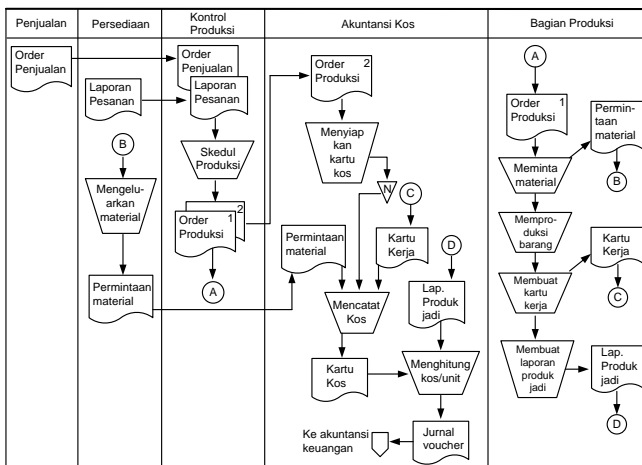 Penjualan
Persediaan
Kontrol
Produksi
Akuntansi Kos
Bagian Produksi
Order
Penjualan
Laporan
Pesanan
B
Mengelu-
arkan
material
Permintaan
material
Order
Penjualan
Laporan
Pesanan
Skedul
Produksi
2
Order 1
Produksi
A
Order 2
Produksi
Menyiap
kan kartu
kos
N
C
Permintaan
material
Kartu
Kerja
D
Mencatat
Kos
Lap.
Produk
jadi
Kartu
Kos
Menghitung
kos/unit
Ke akuntansi
keuangan
Jurnal
voucher
A
Order 1
Produksi
Permin-
taan
material
B
Meminta
material
Mempro-
duksi
barang
Kartu
Kerja
C
Membuat
kartu
kerja
Membuat
laporan
produk
jadi
Lap.
Produk
jadi
D